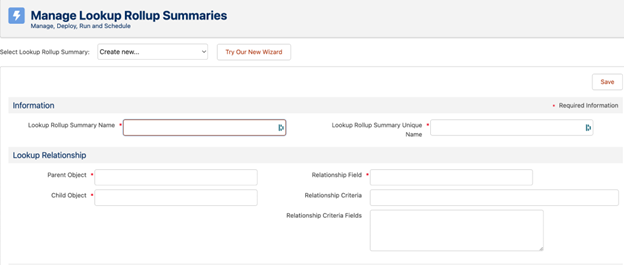 Manage Lookup Rollup Summaries
Manage, Deploy, Run and Schedule
Select Lookup Rollup Summary: Create new... Try Our New Wizard
Save
Information * Required Information
Lookup Rollup Summary Name * Lookup Rollup Summary Unique *
Name
Lookup Relationship
Parent Object * Relationship Field *
Child Object * Relationship Criteria
Relationship Criteria Fields